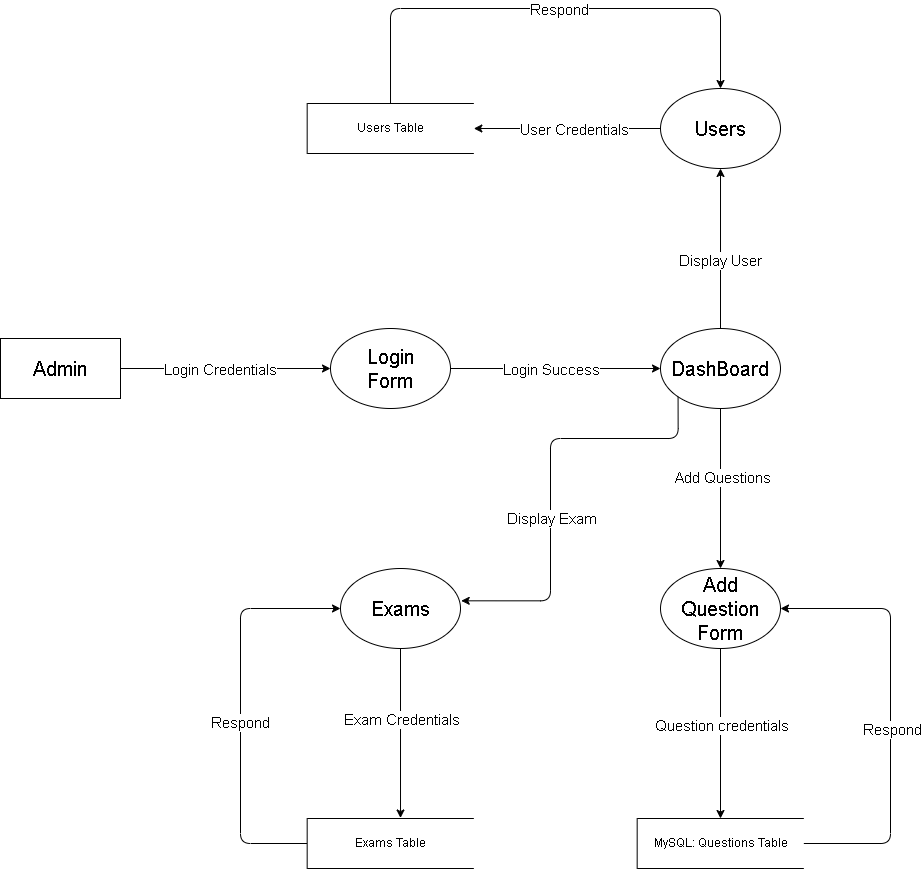 Respond
Users Table
User Credentials
Users
Display User
Admin
Login Credentials
Login
Form
Login Success
DashBoard
Add Questions
Display Exam
Exams
Add
Question
Form
Respond
Exam Credentials
Question credentials
Respond
Exams Table
MySQL: Questions Table